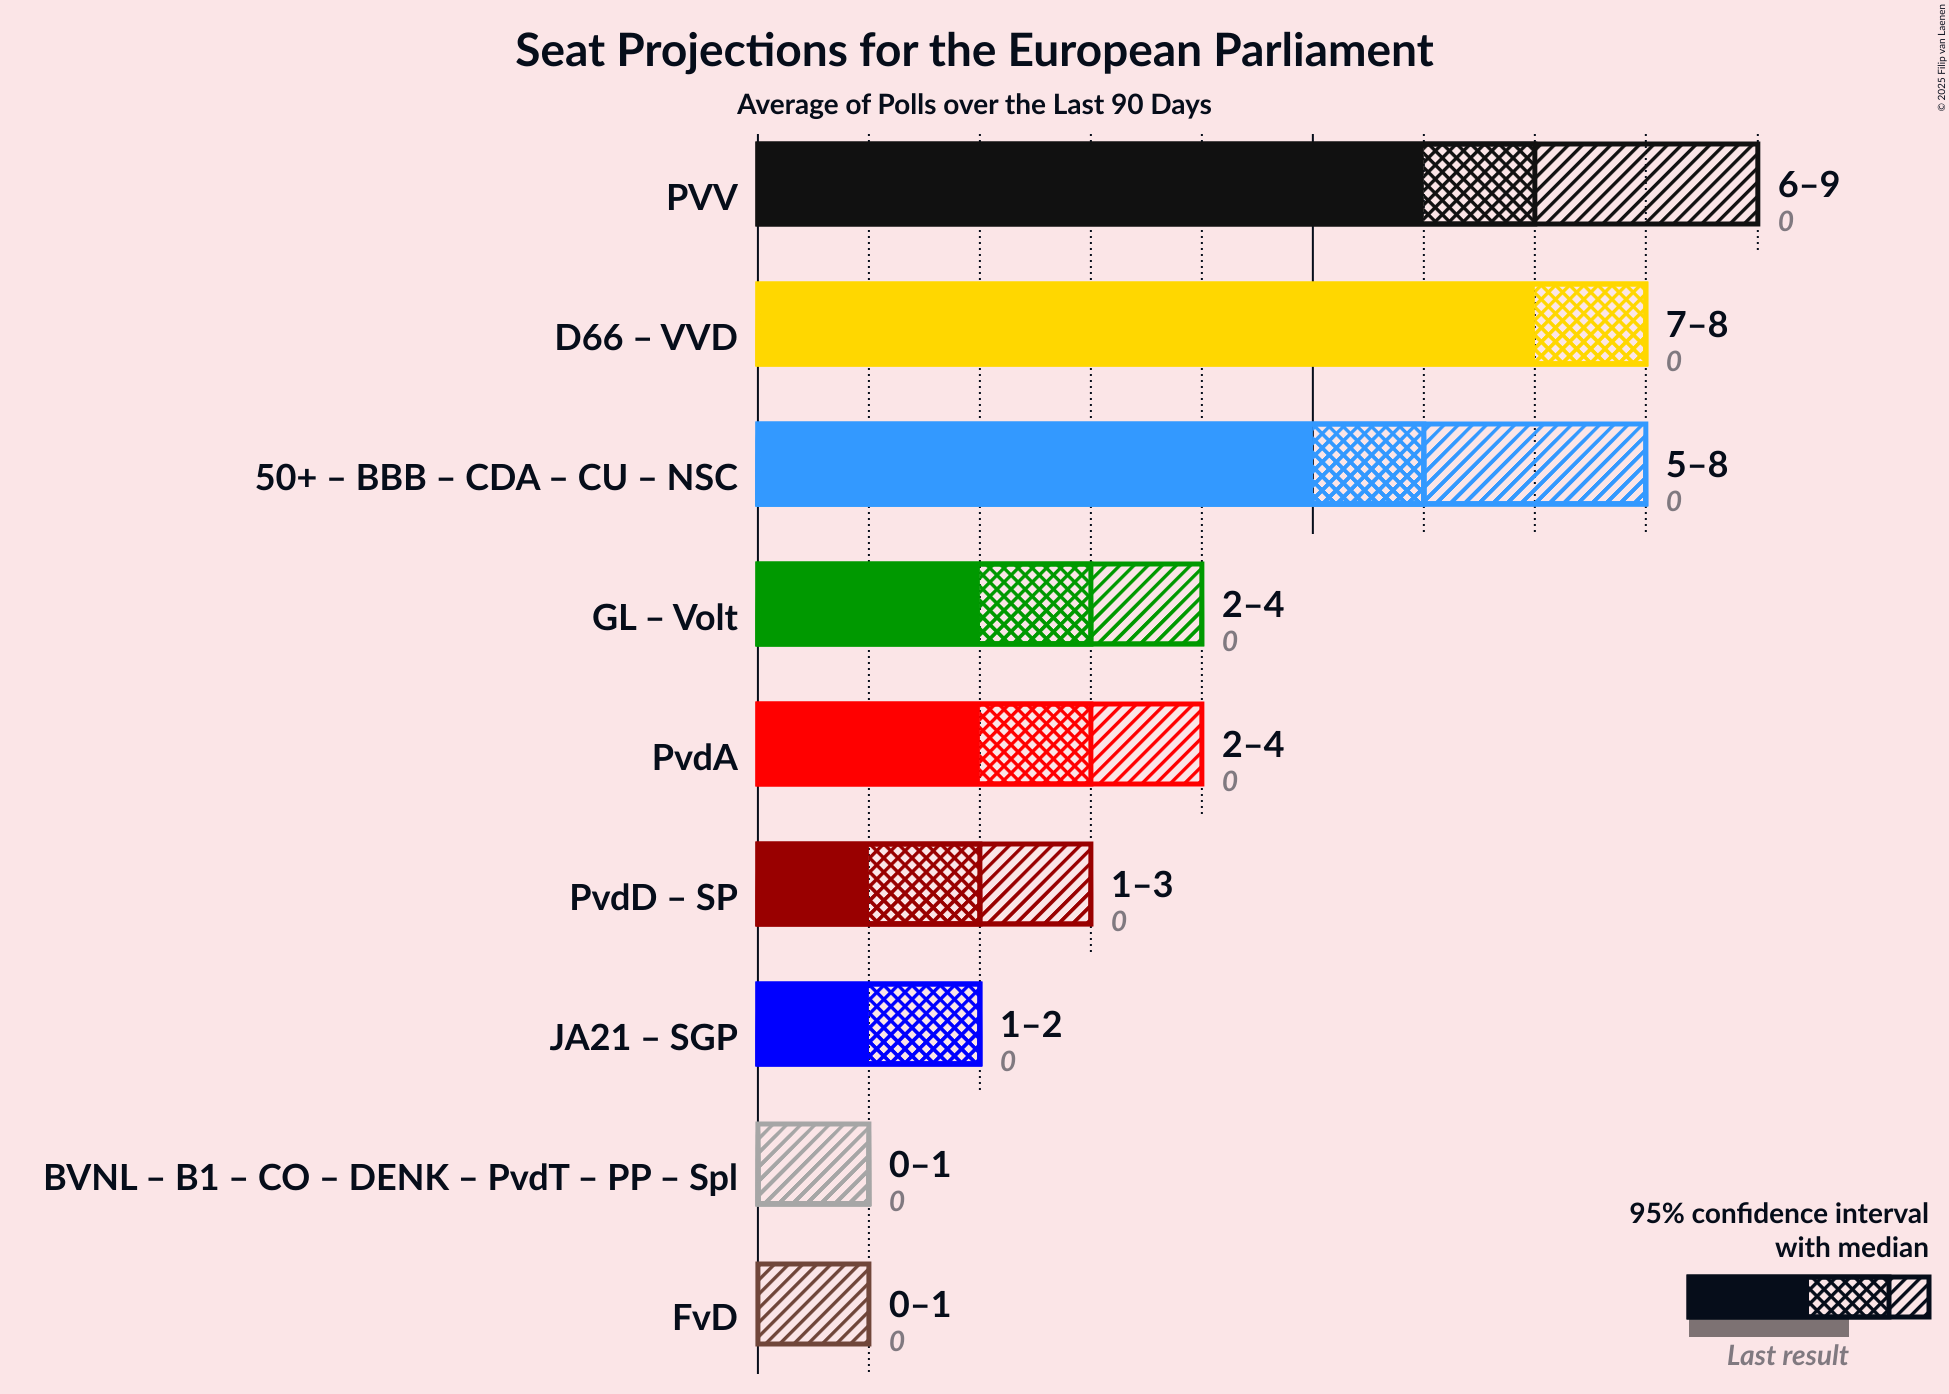 Seat Projections for the European Parliament
Average of Polls over the Last 90 Days
© 2025 Filip van Laenen
PVV
6–9
0
D66 – VVD
7–8
0
50+ – BBB – CDA – CU – NSC
5–8
0
GL – Volt
2–4
0
PvdA
2–4
0
PvdD – SP
1–3
0
JA21 – SGP
1–2
0
BVNL – B1 – CO – DENK – PvdT – PP – Spl
0–1
0
FvD
0–1
0
95% confidence interval
with median
Last result